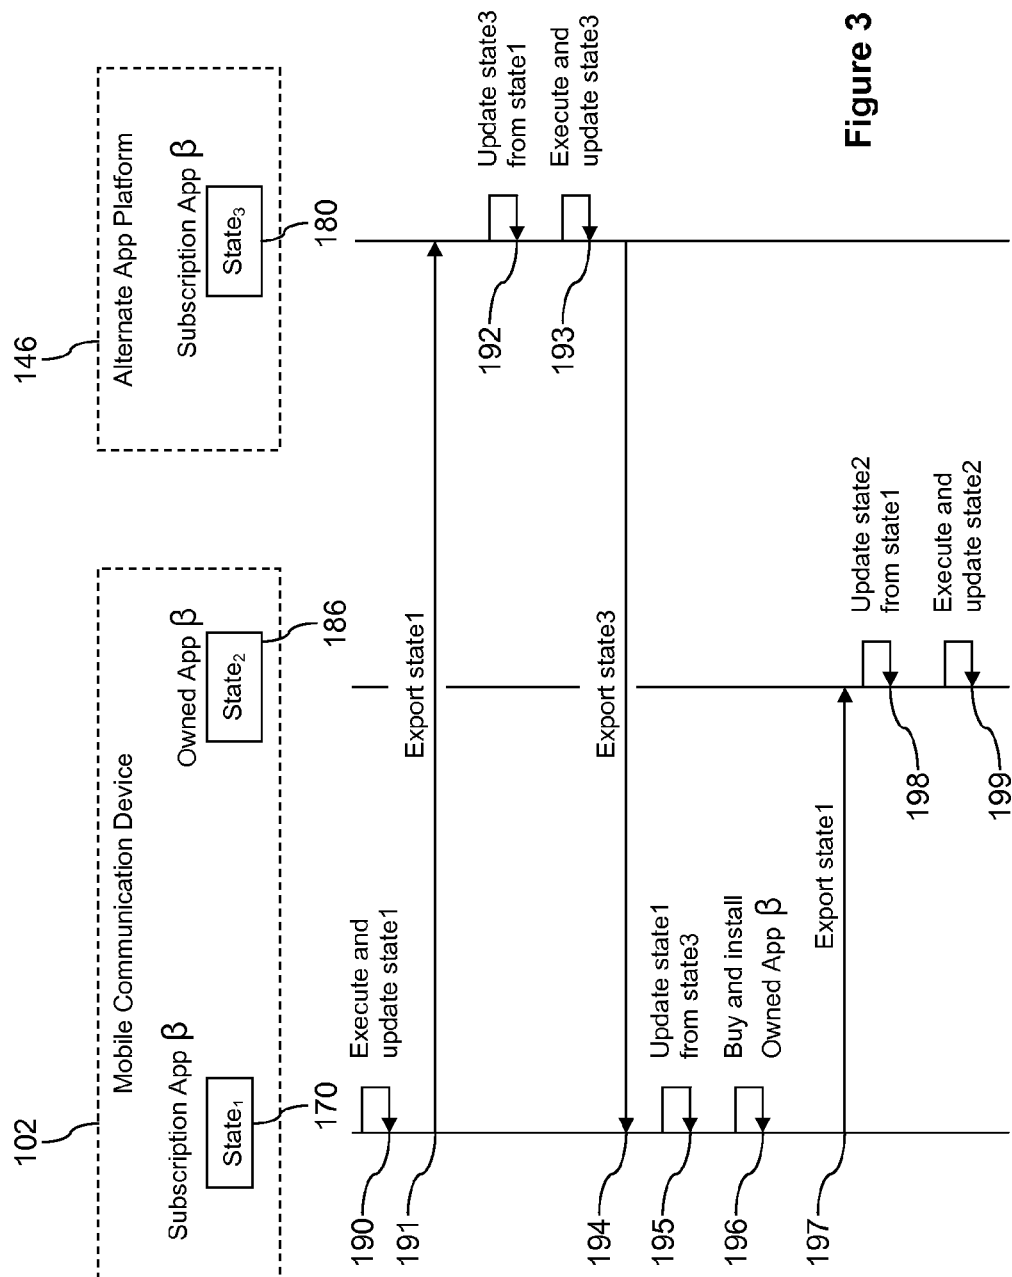 102
146
Mobile Communication Device
Alternate App Platform
Subscription App β
Owned App β
Subscription App β
State₁
State₂
State₃
170
186
180
190
Execute and
update state1
191
Export state1
192
Update state3
from state1
193
Execute and
update state3
194
Export state3
195
Update state1
from state3
196
Buy and install
Owned App β
197
Export state1
198
Update state2
from state1
199
Execute and
update state2
Figure 3